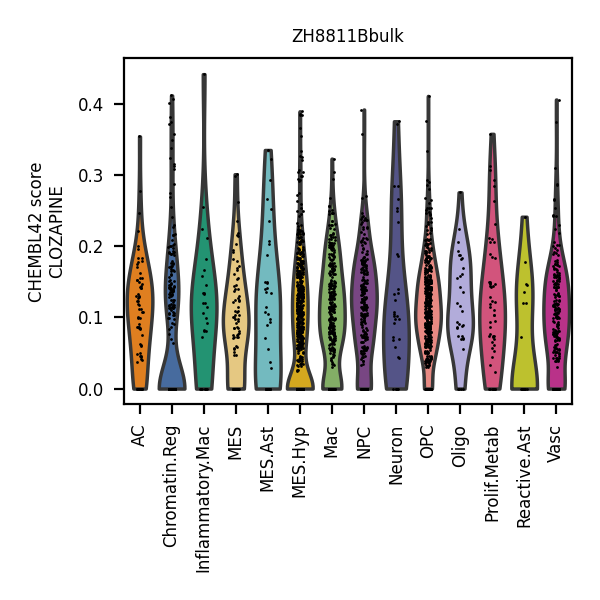 ZH8811Bbulk
CHEMBL42 score
CLOZAPINE
0.4
0.3
0.2
0.1
0.0
AC
Chromatin.Reg
Inflammatory.Mac
MES
MES.Ast
MES.Hyp
Mac
NPC
Neuron
OPC
Oligo
Prolif.Metab
Reactive.Ast
Vasc